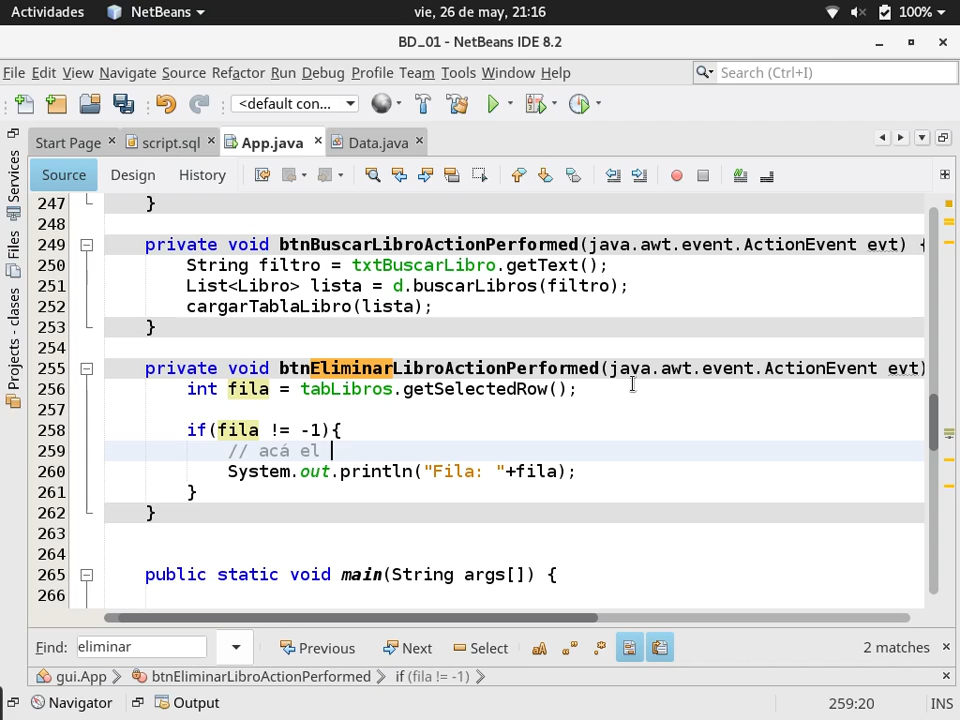 Actividades NetBeans vie, 26 de may, 21:16 100%
BD_01 - NetBeans IDE 8.2
File Edit View Navigate Source Refactor Run Debug Profile Team Tools Window Help Search (Ctrl+I)
<default con...
Start Page script.sql App.java Data.java
Source Design History
Services
Files
Projects - clases
247 }
248
249 private void btnBuscarLibroActionPerformed(java.awt.event.ActionEvent evt) {
250 String filtro = txtBuscarLibro.getText();
251 List<Libro> lista = d.buscarLibros(filtro);
252 cargarTablaLibro(lista);
253 }
254
255 private void btnEliminarLibroActionPerformed(java.awt.event.ActionEvent evt)
256 int fila = tabLibros.getSelectedRow();
257
258 if(fila != -1){
259 // acá el
260 System.out.println("Fila: "+fila);
261 }
262 }
263
264
265 public static void main(String args[]) {
266
Find: eliminar Previous Next Select aA 2 matches
gui.App btnEliminarLibroActionPerformed if (fila != -1)
Navigator Output 259:20 INS